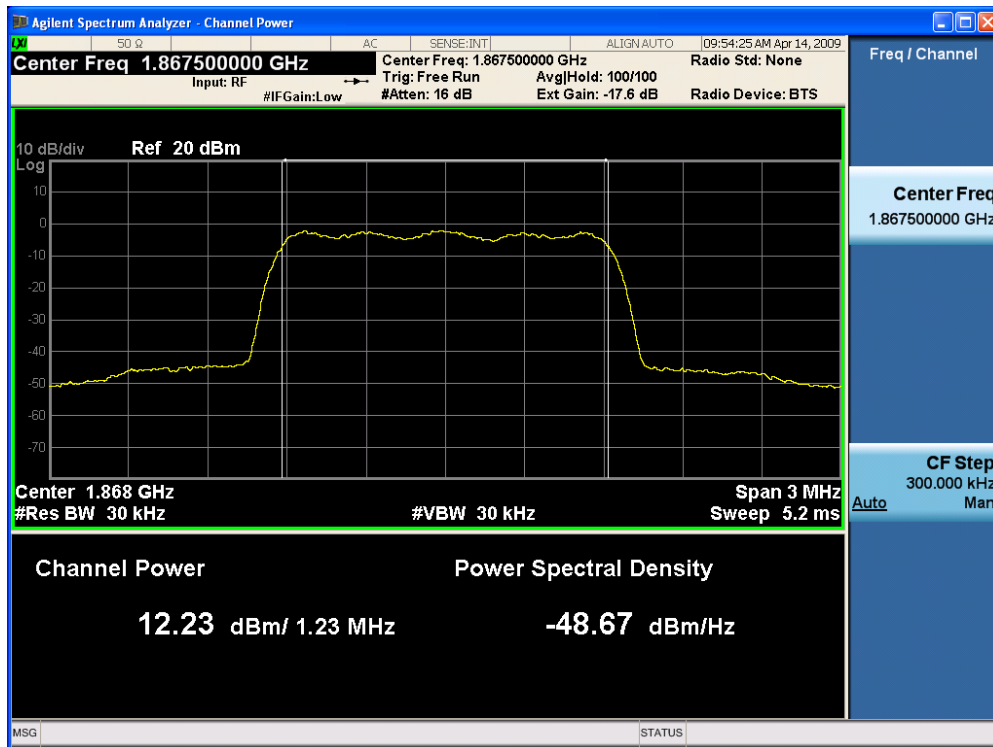 Agilent Spectrum Analyzer - Channel Power
LXI 50 Ω AC SENSE:INT ALIGN AUTO 09:54:25 AM Apr 14, 2009
Center Freq 1.867500000 GHz
Input: RF
#IFGain:Low
Center Freq: 1.867500000 GHz
Trig: Free Run Avg|Hold: 100/100
#Atten: 16 dB Ext Gain: -17.6 dB
Radio Std: None
Radio Device: BTS
10 dB/div Ref 20 dBm
Log
10
0
-10
-20
-30
-40
-50
-60
-70
Center 1.868 GHz Span 3 MHz
#Res BW 30 kHz #VBW 30 kHz Sweep 5.2 ms
Channel Power Power Spectral Density
12.23 dBm/ 1.23 MHz -48.67 dBm/Hz
MSG STATUS
Freq / Channel
Center Freq
1.867500000 GHz
CF Step
300.000 kHz
Auto Man